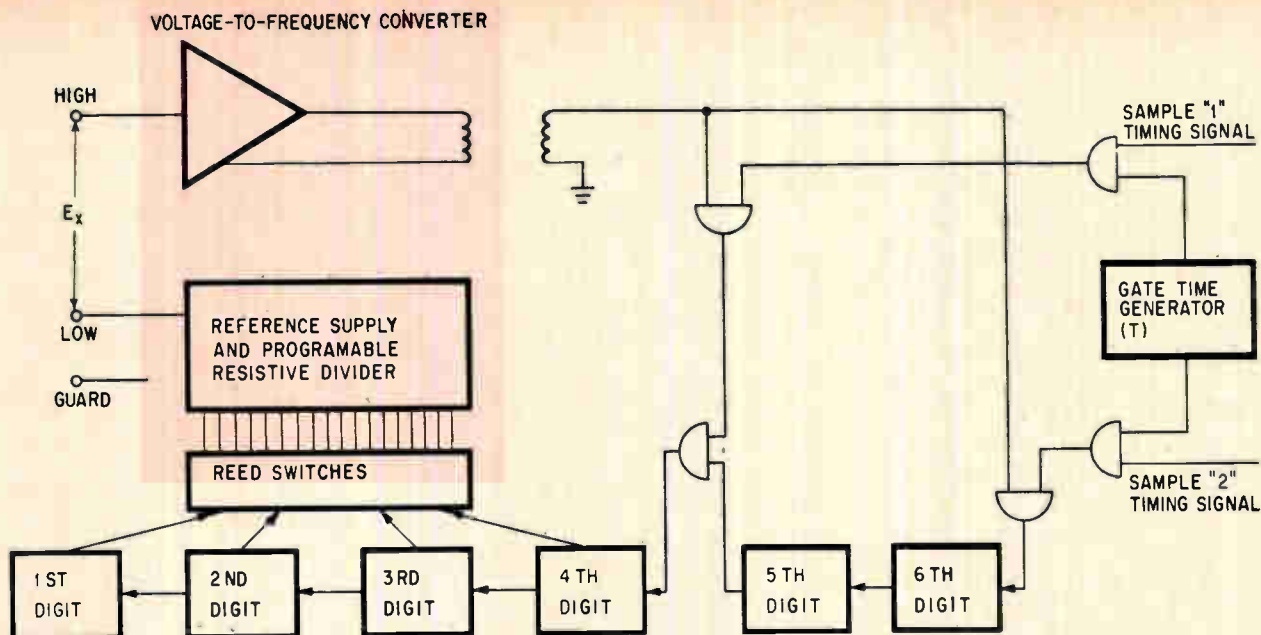 VOLTAGE-TO-FREQUENCY CONVERTER
HIGH
E_x
LOW
GUARD
REFERENCE SUPPLY
AND PROGRAMABLE
RESISTIVE DIVIDER
REED SWITCHES
SAMPLE "1"
TIMING SIGNAL
GATE TIME
GENERATOR
(T)
SAMPLE "2"
TIMING SIGNAL
1 ST
DIGIT
2 ND
DIGIT
3 RD
DIGIT
4 TH
DIGIT
5 TH
DIGIT
6 TH
DIGIT